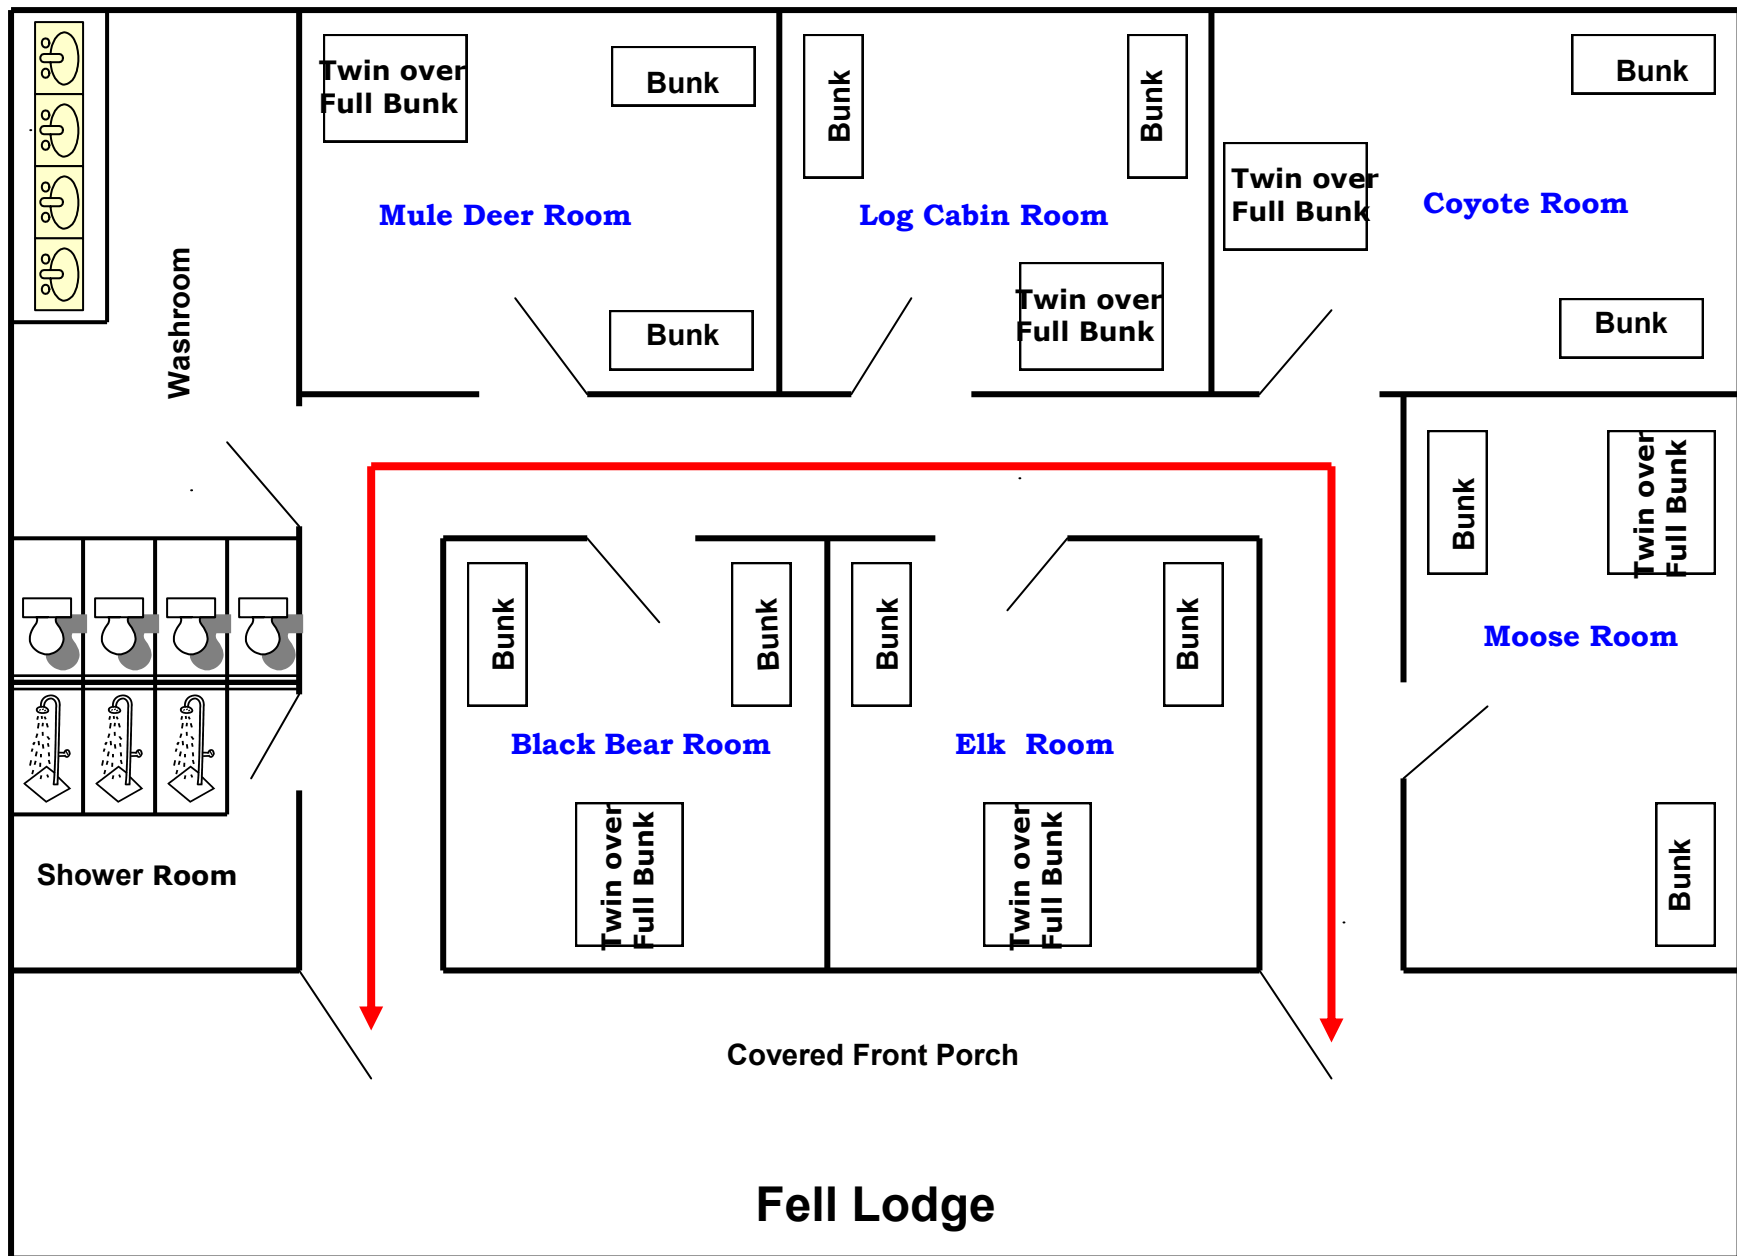 Twin over
Full Bunk
Bunk
Bunk
Bunk
Bunk
Twin over
Full Bunk
Mule Deer Room
Log Cabin Room
Coyote Room
Washroom
Bunk
Twin over
Full Bunk
Bunk
Bunk
Twin over
Full Bunk
Moose Room
Bunk
Bunk
Bunk
Bunk
Bunk
Black Bear Room
Elk  Room
Twin over
Full Bunk
Twin over
Full Bunk
Shower Room
Bunk
Covered Front Porch
Fell Lodge